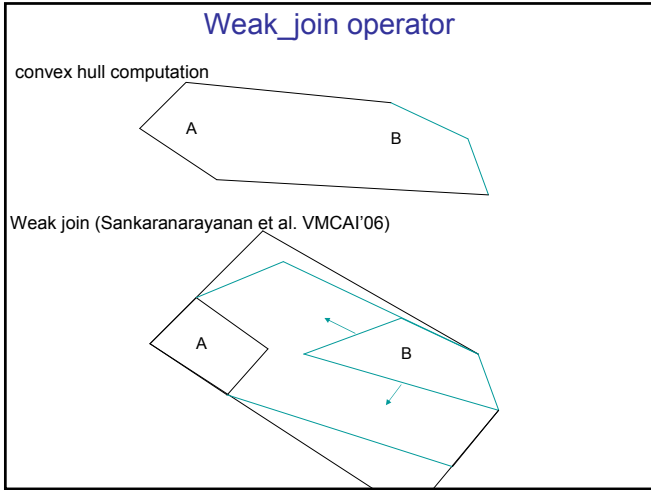 Weak_join operator
convex hull computation
A
B
Weak join (Sankaranarayanan et al. VMCAI'06)
A
B